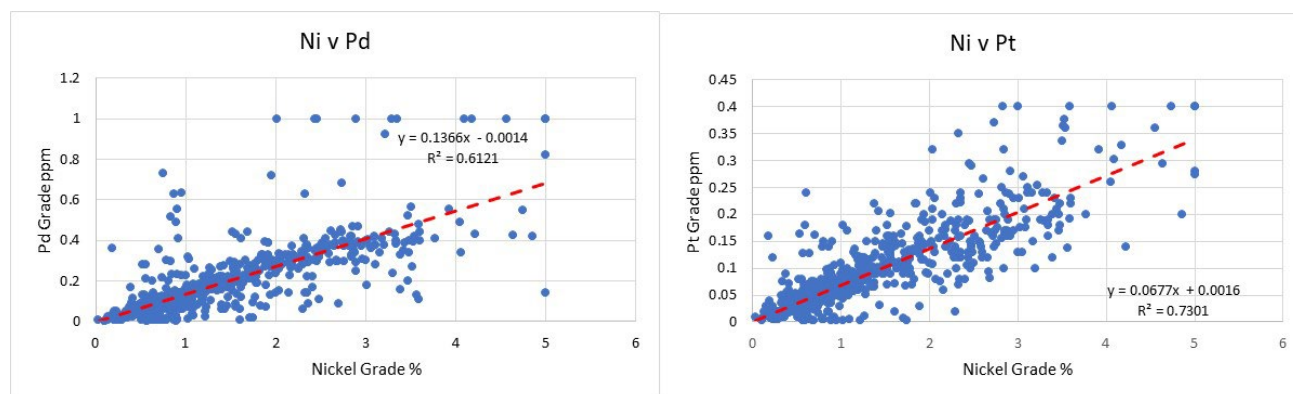 Ni v Pd
1.2
1
0.8
0.6
0.4
0.2
0
Pd Grade ppm
y = 0.1366x - 0.0014
R² = 0.6121
0 1 2 3 4 5 6
Nickel Grade %
Ni v Pt
0.45
0.4
0.35
0.3
0.25
0.2
0.15
0.1
0.05
0
Pt Grade ppm
y = 0.0677x + 0.0016
R² = 0.7301
0 1 2 3 4 5 6
Nickel Grade %